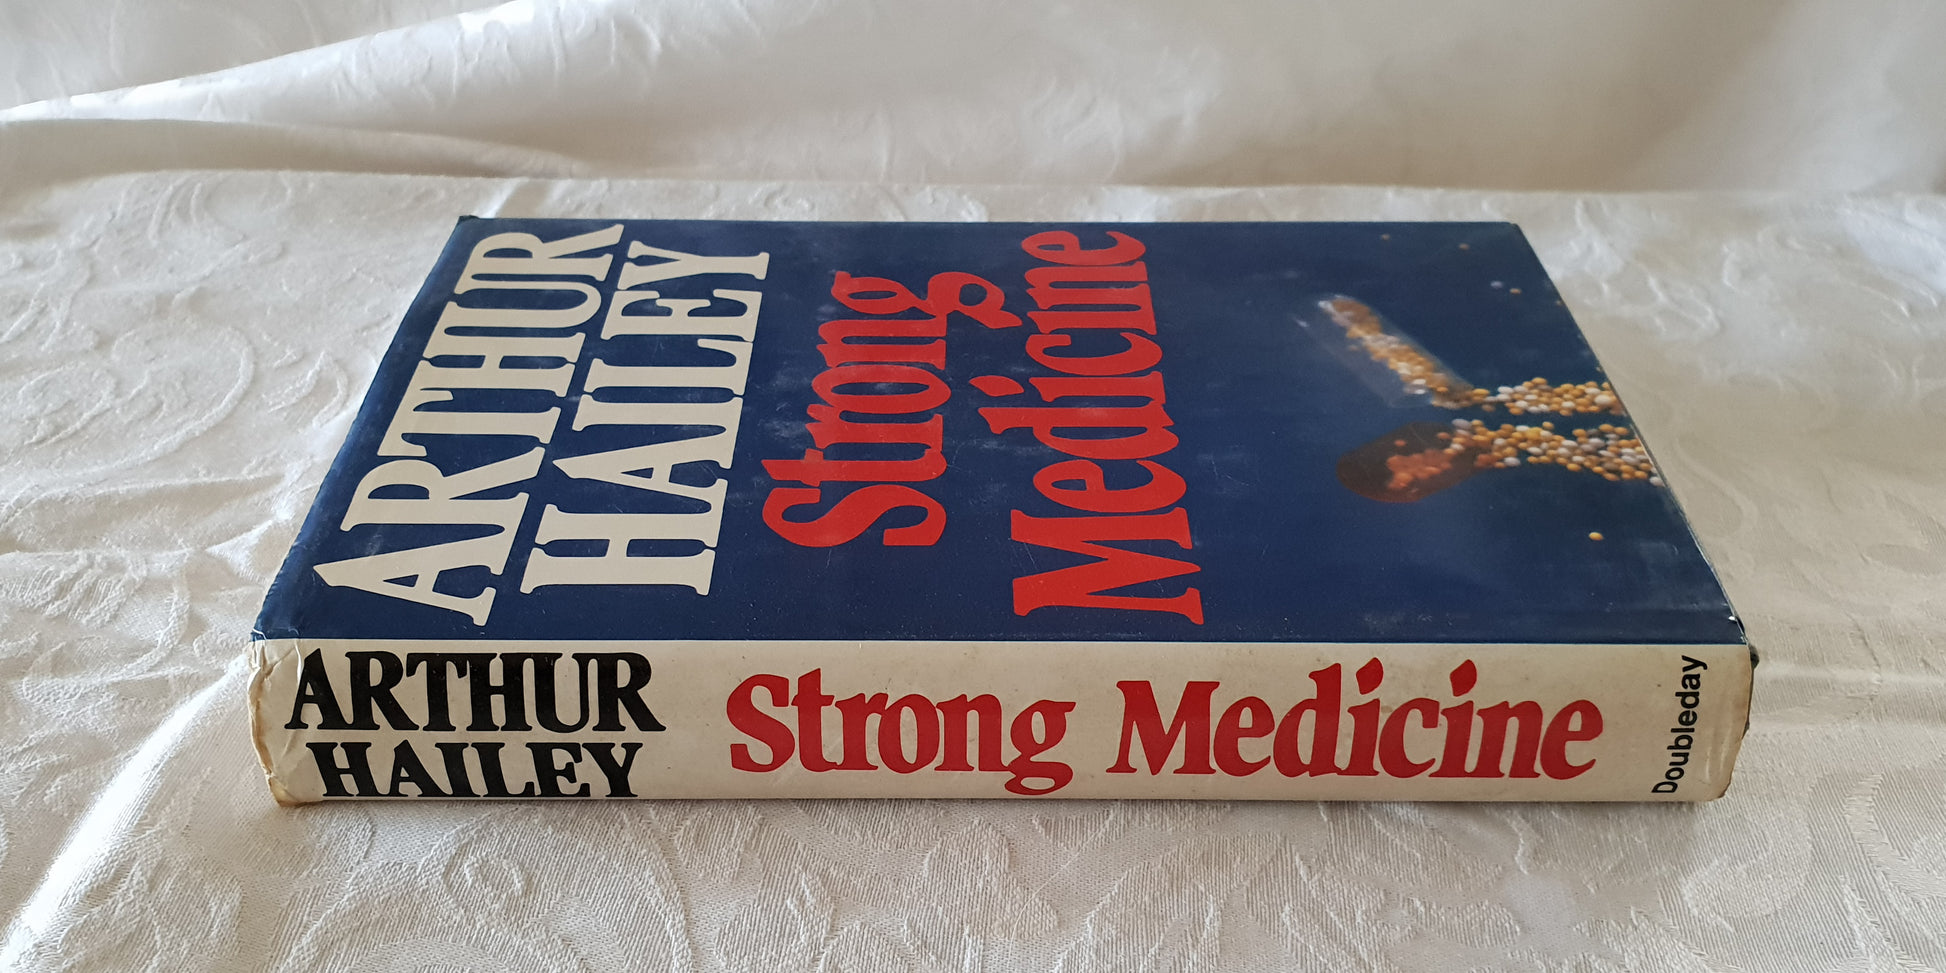 ARTHUR
HAILEY
Strong
Medicine
ARTHUR
HAILEY
Strong Medicine
Doubleday